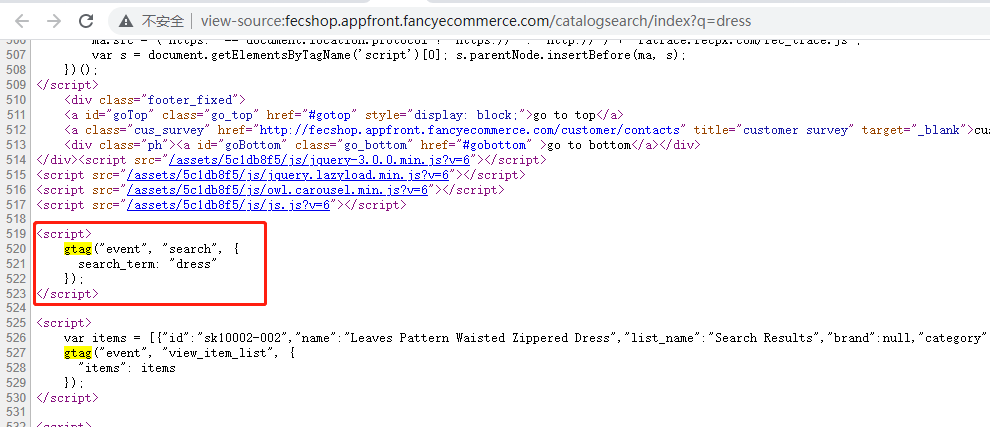 不安全 | view-source:fecshop.appfront.fancyecommerce.com/catalogsearch/index?q=dress
507 var s = document.getElementsByTagName('script')[0]; s.parentNode.insertBefore(ma, s);
508 })();
509 </script>
510 <div class="footer_fixed">
511 <a id="goTop" class="go_top" href="#gotop" style="display: block;">go to top</a>
512 <a class="cus_survey" href="http://fecshop.appfront.fancyecommerce.com/customer/contacts" title="customer survey" target="_blank">cus
513 <div class="ph"><a id="goBottom" class="go_bottom" href="#gobottom" >go to bottom</a></div>
514 </div><script src="/assets/5c1db8f5/js/jquery-3.0.0.min.js?v=6"></script>
515 <script src="/assets/5c1db8f5/js/jquery.lazyload.min.js?v=6"></script>
516 <script src="/assets/5c1db8f5/js/owl.carousel.min.js?v=6"></script>
517 <script src="/assets/5c1db8f5/js/js.js?v=6"></script>
518
519 <script>
520 gtag("event", "search", {
521 search_term: "dress"
522 });
523 </script>
524
525 <script>
526 var items = [{"id":"sk10002-002","name":"Leaves Pattern Waisted Zippered Dress","list_name":"Search Results","brand":null,"category"
527 gtag("event", "view_item_list", {
528 "items": items
529 });
530 </script>
531